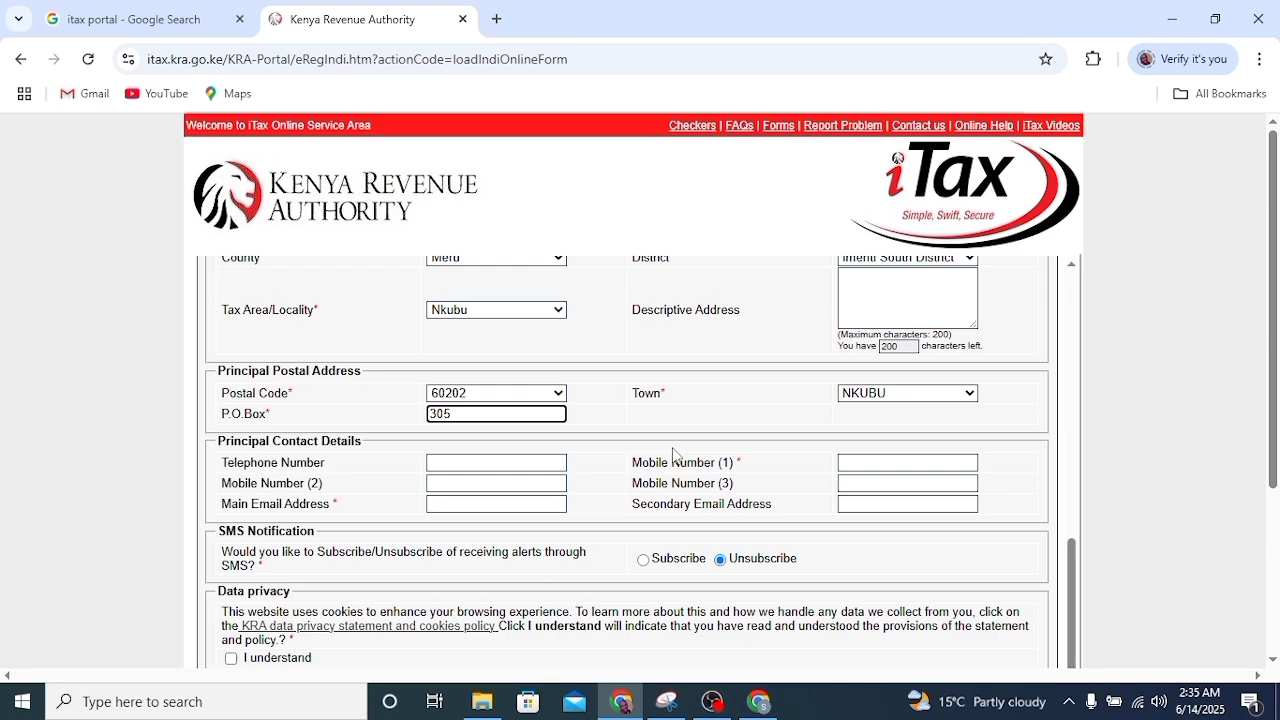 itax portal - Google Search
Kenya Revenue Authority
itax.kra.go.ke/KRA-Portal/eRegIndi.htm?actionCode=loadIndiOnlineForm
Verify it's you
Gmail
YouTube
Maps
All Bookmarks
Welcome to iTax Online Service Area
Checkers | FAQs | Forms | Report Problem | Contact us | Online Help | iTax Videos
KENYA REVENUE
AUTHORITY
iTax
Simple, Swift, Secure
County
Meru
District
Imenti South District
Tax Area/Locality*
Nkubu
Descriptive Address
(Maximum characters: 200)
You have 200 characters left.
Principal Postal Address
Postal Code*
60202
Town*
NKUBU
P.O.Box*
305
Principal Contact Details
Telephone Number
Mobile Number (1) *
Mobile Number (2)
Mobile Number (3)
Main Email Address *
Secondary Email Address
SMS Notification
Would you like to Subscribe/Unsubscribe of receiving alerts through
SMS? *
Subscribe
Unsubscribe
Data privacy
This website uses cookies to enhance your browsing experience. To learn more about this and how we handle any data we collect from you, click on
the KRA data privacy statement and cookies policy Click I understand will indicate that you have read and understood the provisions of the statement
and policy.? *
I understand
Type here to search
15°C Partly cloudy
2:35 AM
6/14/2025
1